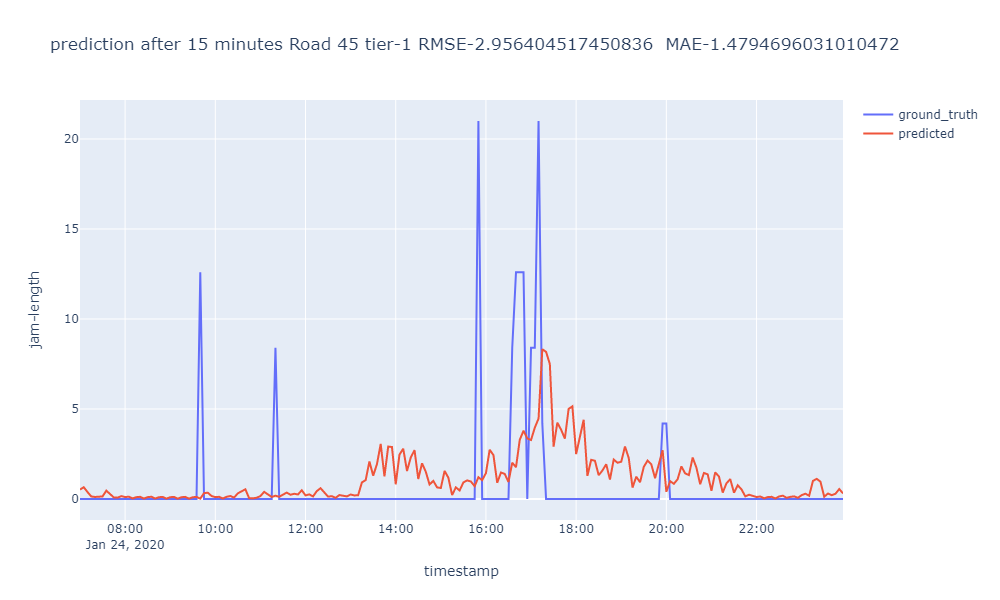 prediction after 15 minutes Road 45 tier-1 RMSE-2.956404517450836  MAE-1.4794696031010472
ground_truth
predicted
20
15
10
5
0
jam-length
08:00 10:00 12:00 14:00 16:00 18:00 20:00 22:00
Jan 24, 2020
timestamp